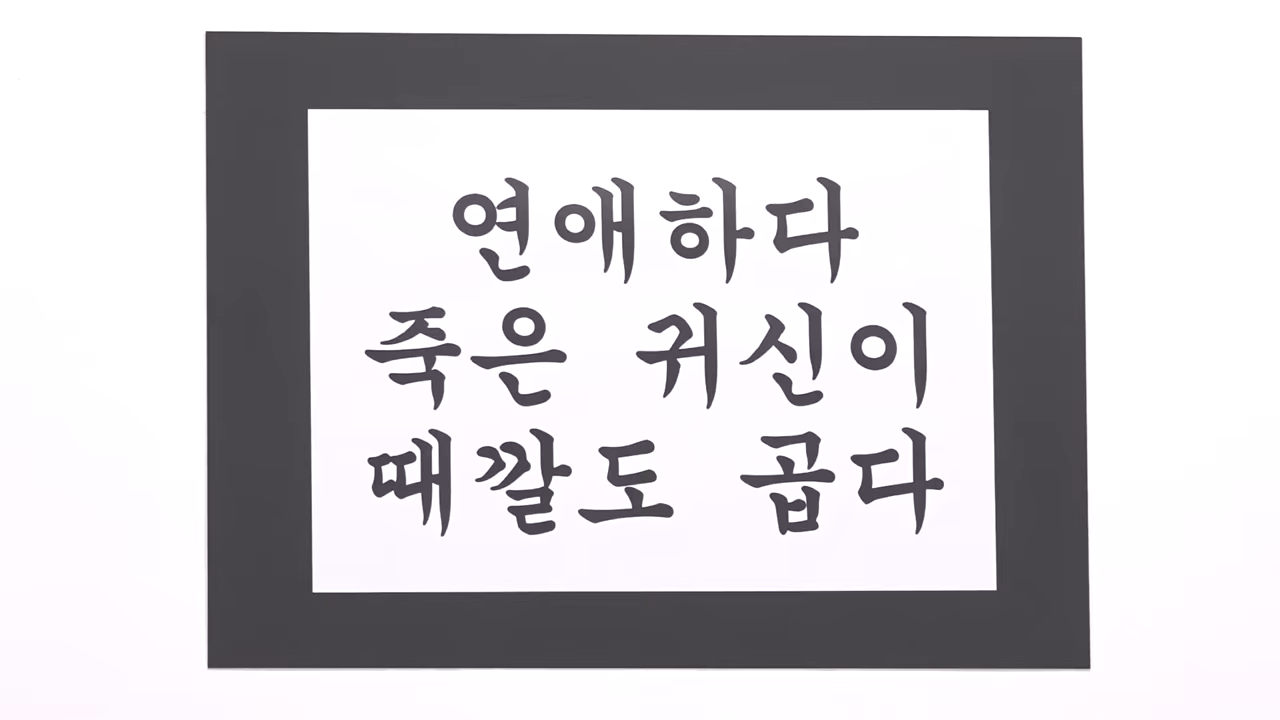 연애하다
죽은 귀신이
때깔도 곱다